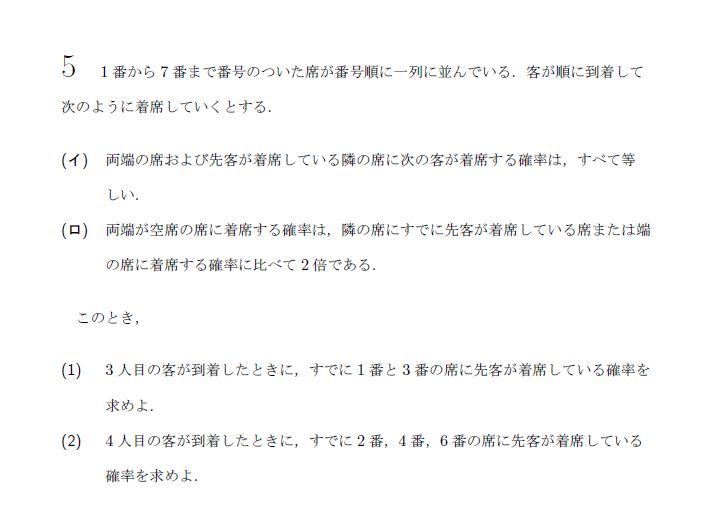 5 1番から7番まで番号のついた席が番号順に一列に並んでいる．客が順に到着して
次のように着席していくとする．
(イ) 両端の席および先客が着席している隣の席に次の客が着席する確率は，すべて等
しい．
(ロ) 両端が空席の席に着席する確率は，隣の席にすでに先客が着席している席または端
の席に着席する確率に比べて2倍である．
このとき，
(1) 3人目の客が到着したときに，すでに1番と3番の席に先客が着席している確率を
求めよ．
(2) 4人目の客が到着したときに，すでに2番，4番，6番の席に先客が着席している
確率を求めよ．